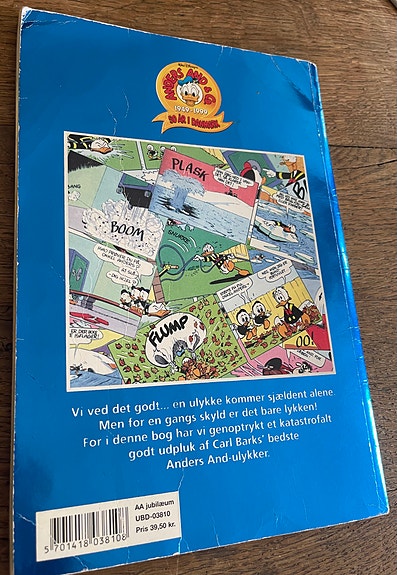 ANDERS AND & Co.
1949-1999
50 ÅR I DANMARK
PLASK
BOOM
FLUMP
Vi ved det godt... en ulykke kommer sjældent alene
Men for en gangs skyld er det bare lykken!
For i denne bog har vi genoptrykt et katastrofalt
godt udpluk af Carl Barks' bedste
Anders And-ulykker.
AA jubilæum
UBD-03810
Pris 39,50 kr.
5 701418 038108